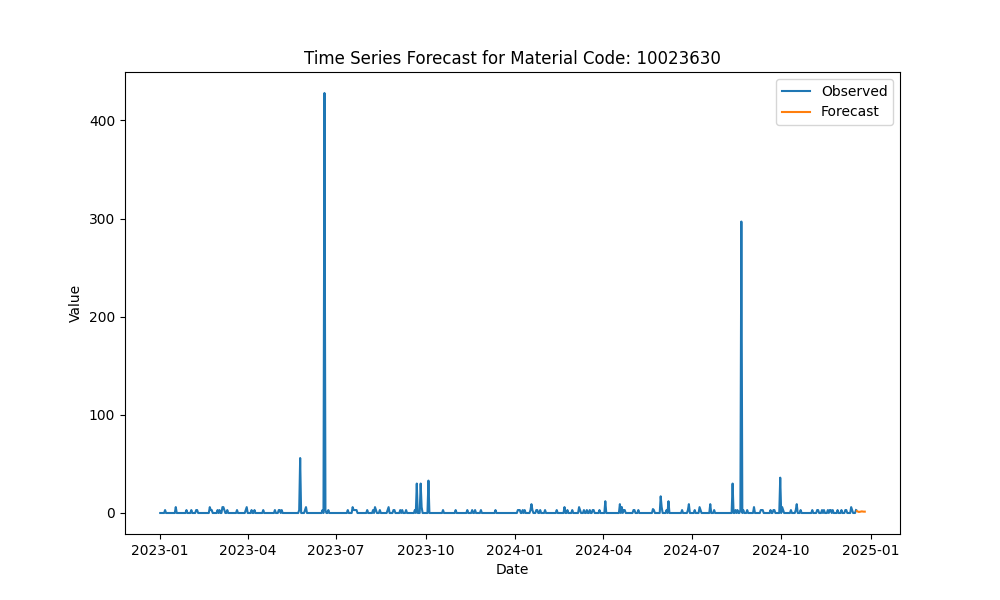 Time Series Forecast for Material Code: 10023630
Observed
Forecast
400
300
200
100
0
Value
2023-01 2023-04 2023-07 2023-10 2024-01 2024-04 2024-07 2024-10 2025-01
Date